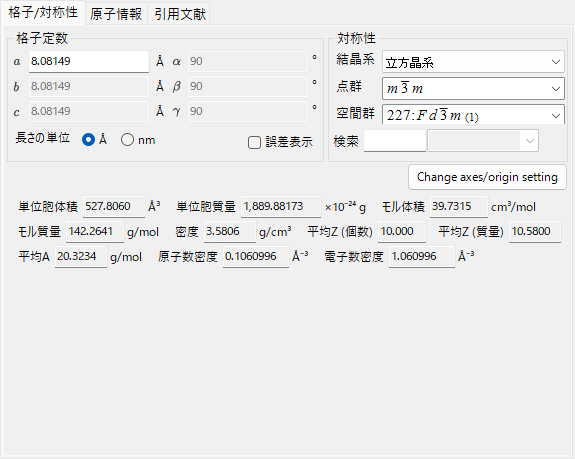 格子/対称性 原子情報 引用文献
格子定数
a 8.08149 Å α 90 °
b 8.08149 Å β 90 °
c 8.08149 Å γ 90 °
長さの単位 Å nm 誤差表示
対称性
結晶系 立方晶系
点群 m 3̅ m
空間群 227: F d 3̅ m (1)
検索
Change axes/origin setting
単位胞体積 527.8060 Å³ 単位胞質量 1,889.88173 ×10⁻²⁴ g モル体積 39.7315 cm³/mol
モル質量 142.2641 g/mol 密度 3.5806 g/cm³ 平均Z (個数) 10.000 平均Z (質量) 10.5800
平均A 20.3234 g/mol 原子数密度 0.1060996 Å⁻³ 電子数密度 1.060996 Å⁻³